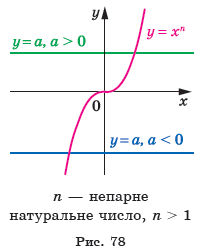 y
y = a, a > 0
y = xⁿ
0
x
y = a, a < 0
n — непарне
натуральне число, n > 1
Рис. 78